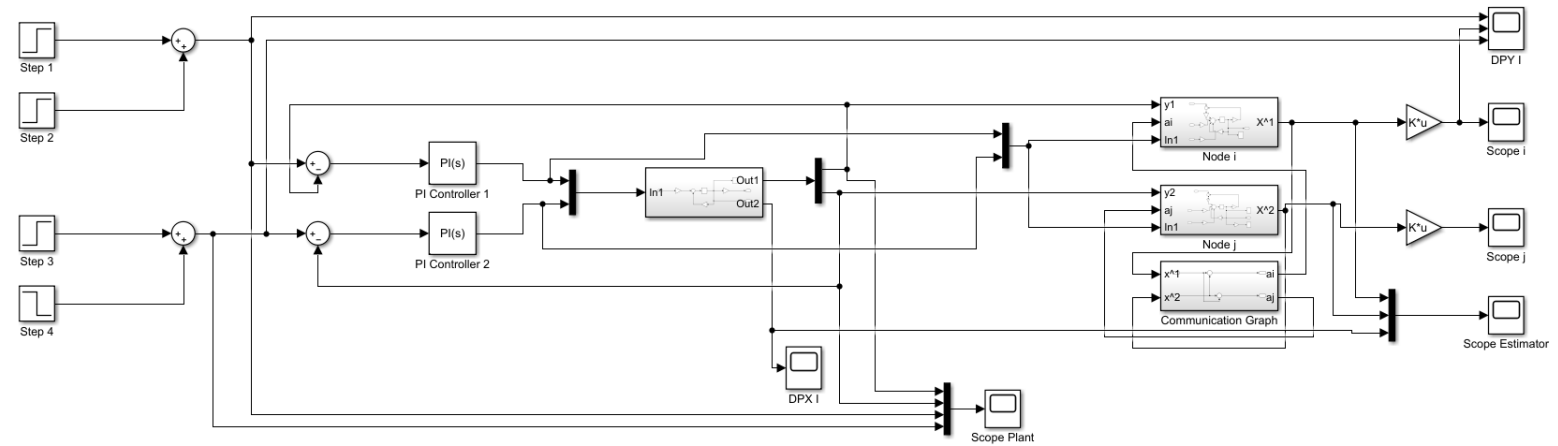 Step 1
Step 2
Step 3
Step 4
+
+
+
+
+
−
+
−
PI(s)
PI Controller 1
PI(s)
PI Controller 2
In1
Out1
Out2
y1
ai
In1
X^1
Node i
y2
aj
In1
X^2
Node j
x^1
x^2
ai
aj
Communication Graph
K*u
K*u
DPY I
Scope i
Scope j
Scope Estimator
DPX I
Scope Plant